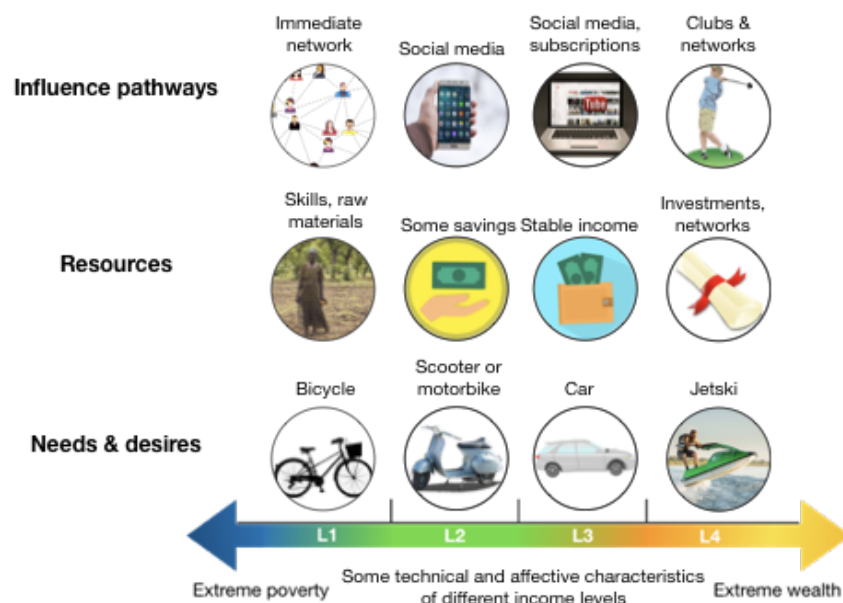 Immediate
network
Social media
Social media,
subscriptions
Clubs &
networks
Influence pathways
Tube
Skills, raw
materials
Some savings
Stable income
Investments,
networks
Resources
Bicycle
Scooter or
motorbike
Car
Jetski
Needs & desires
L1
L2
L3
L4
Extreme poverty
Some technical and affective characteristics
of different income levels
Extreme wealth